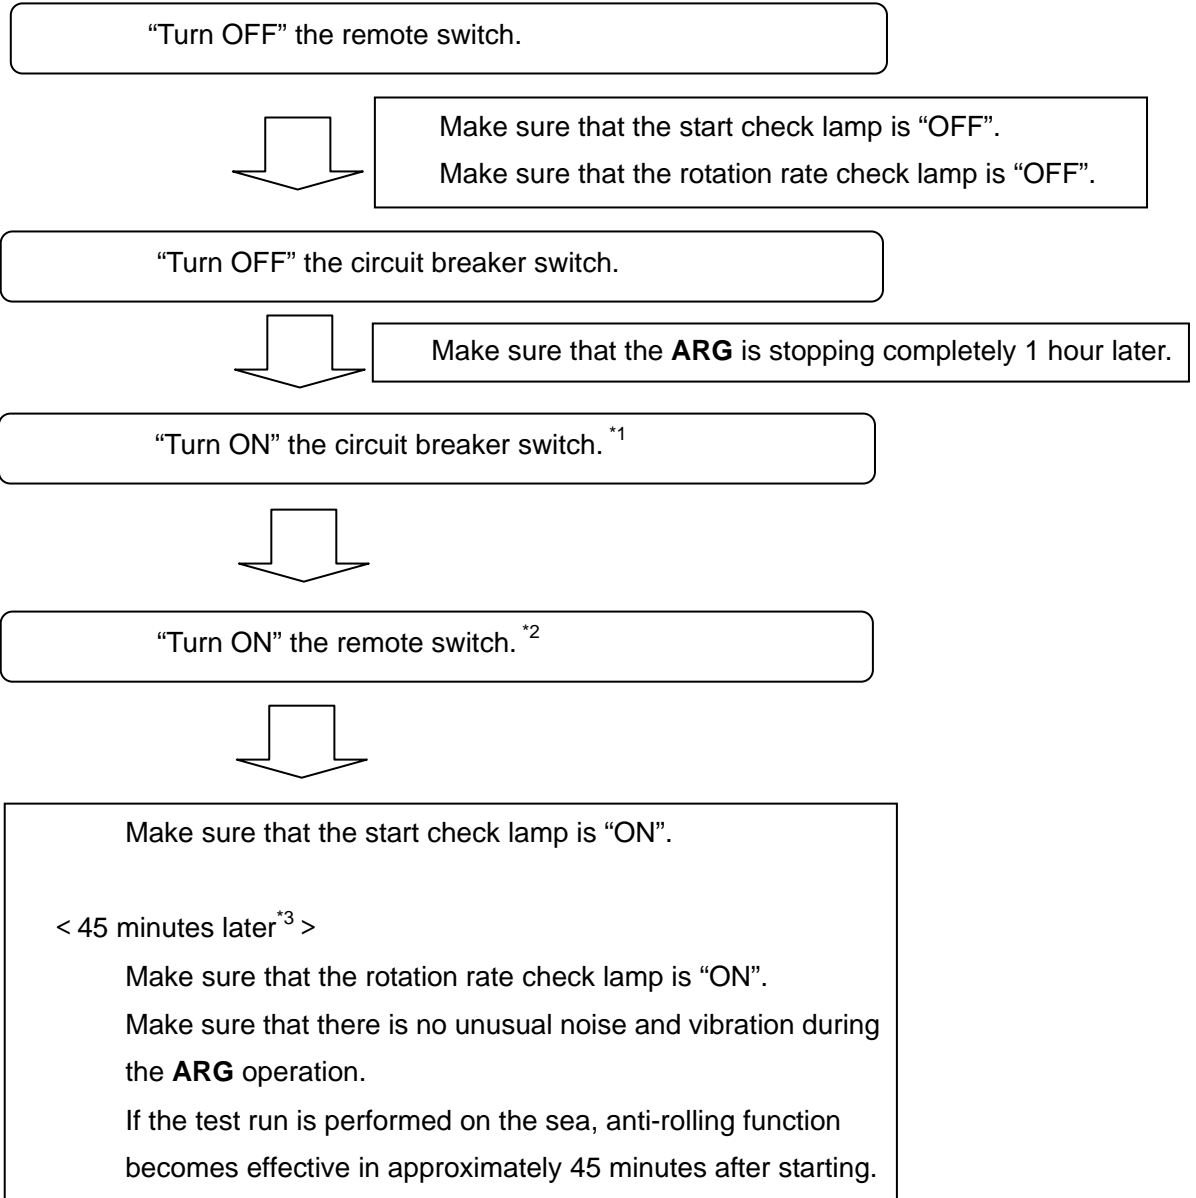 “Turn OFF” the remote switch.
Make sure that the start check lamp is “OFF”.
Make sure that the rotation rate check lamp is “OFF”.
“Turn OFF” the circuit breaker switch.
Make sure that the ARG is stopping completely 1 hour later.
“Turn ON” the circuit breaker switch. *1
“Turn ON” the remote switch. *2
Make sure that the start check lamp is “ON”.
< 45 minutes later*3 >
Make sure that the rotation rate check lamp is “ON”.
Make sure that there is no unusual noise and vibration during
the ARG operation.
If the test run is performed on the sea, anti-rolling function
becomes effective in approximately 45 minutes after starting.